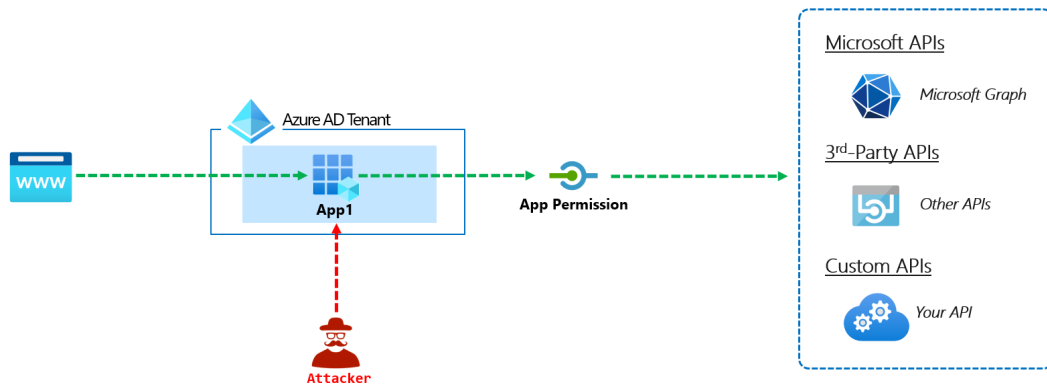 Microsoft APIs
Microsoft Graph
Azure AD Tenant
3rd-Party APIs
WWW
App1
App Permission
Other APIs
Custom APIs
Your API
Attacker